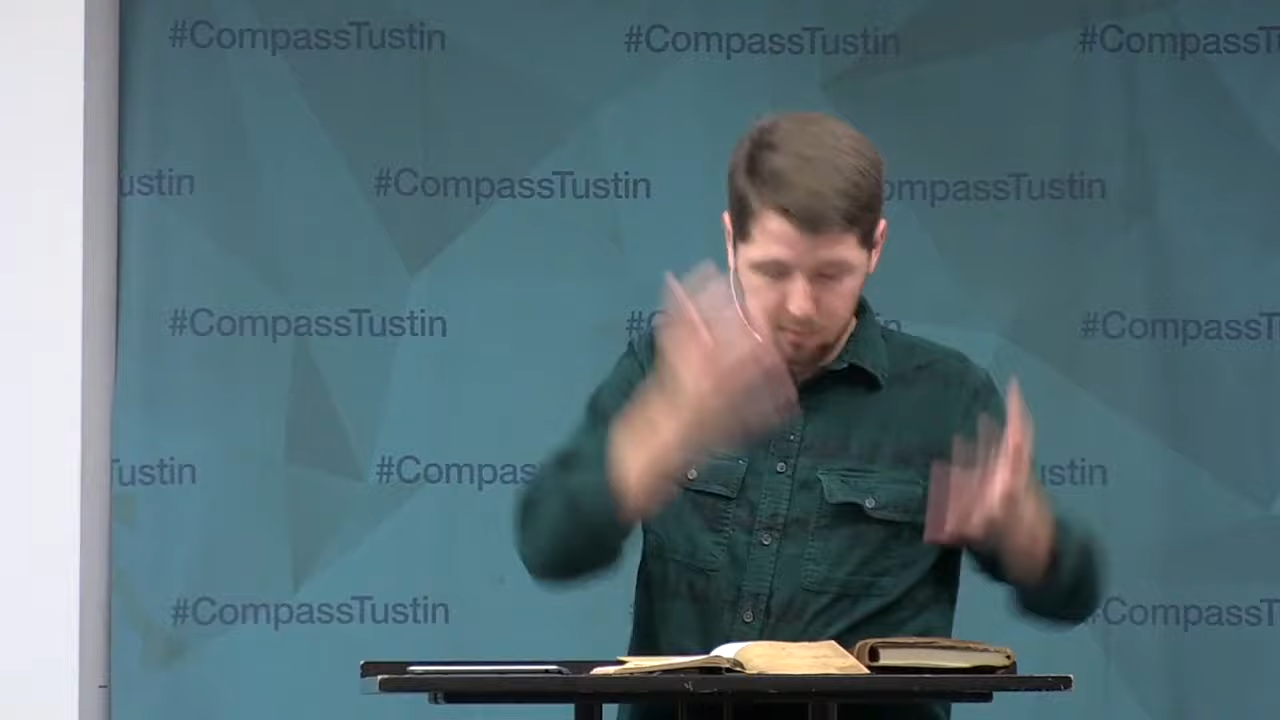 #CompassTustin #CompassTustin #CompassT
ustin #CompassTustin ompassTustin
#CompassTustin # #CompassT
Tustin #Compass ustin
#CompassTustin #CompassT